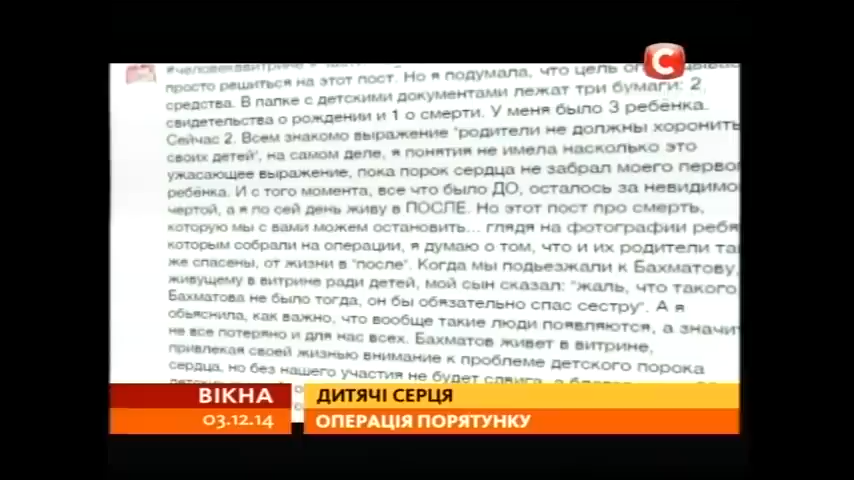 #человеквитрине
просто решиться на этот пост. Но я подумала, что цель
средства. В папке с детскими документами лежат три бумаги: 2
свидетельства о рождении и 1 о смерти. У меня было 3 ребёнка.
Сейчас 2. Всем знакомо выражение "родители не должны хоронить
своих детей", на самом деле, я понятия не имела насколько это
ужасающее выражение, пока порок сердца не забрал моего
ребёнка. И с того момента, все что было ДО, осталось за
чертой, а я по сей день живу в ПОСЛЕ. Но этот пост про смерть,
которую мы с вами можем остановить... глядя на фотографии
которым собрали на операции, я думаю о том, что и их родители
же спасены, от жизни в "после". Когда мы подьезжали к Бахматову,
живущему в витрине ради детей, мой сын сказал: "жаль, что такого
Бахматова не было тогда, он бы обязательно спас сестру". А я
обьяснила, как важно, что вообще такие люди появляются, а
не все потеряно и для нас всех. Бахматов живет в витрине,
привлекая своей жизнью внимание к проблеме детского порока
сердца, но без нашего участия не будет сдвига, а
ВІКНА
03.12.14
ДИТЯЧІ СЕРЦЯ
ОПЕРАЦІЯ ПОРЯТУНКУ